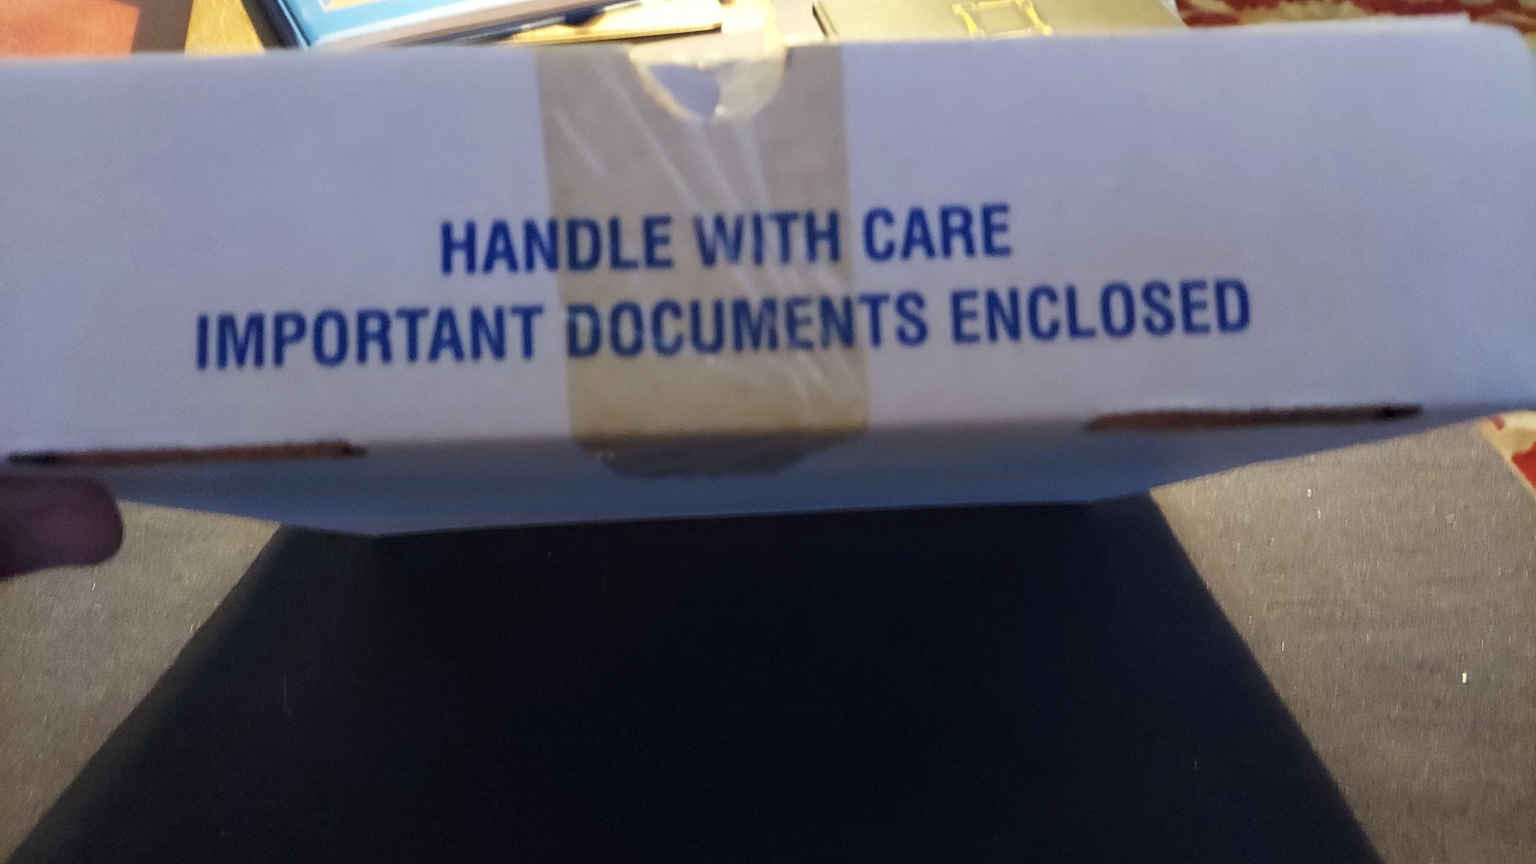 HANDLE WITH CARE
IMPORTANT DOCUMENTS ENCLOSED